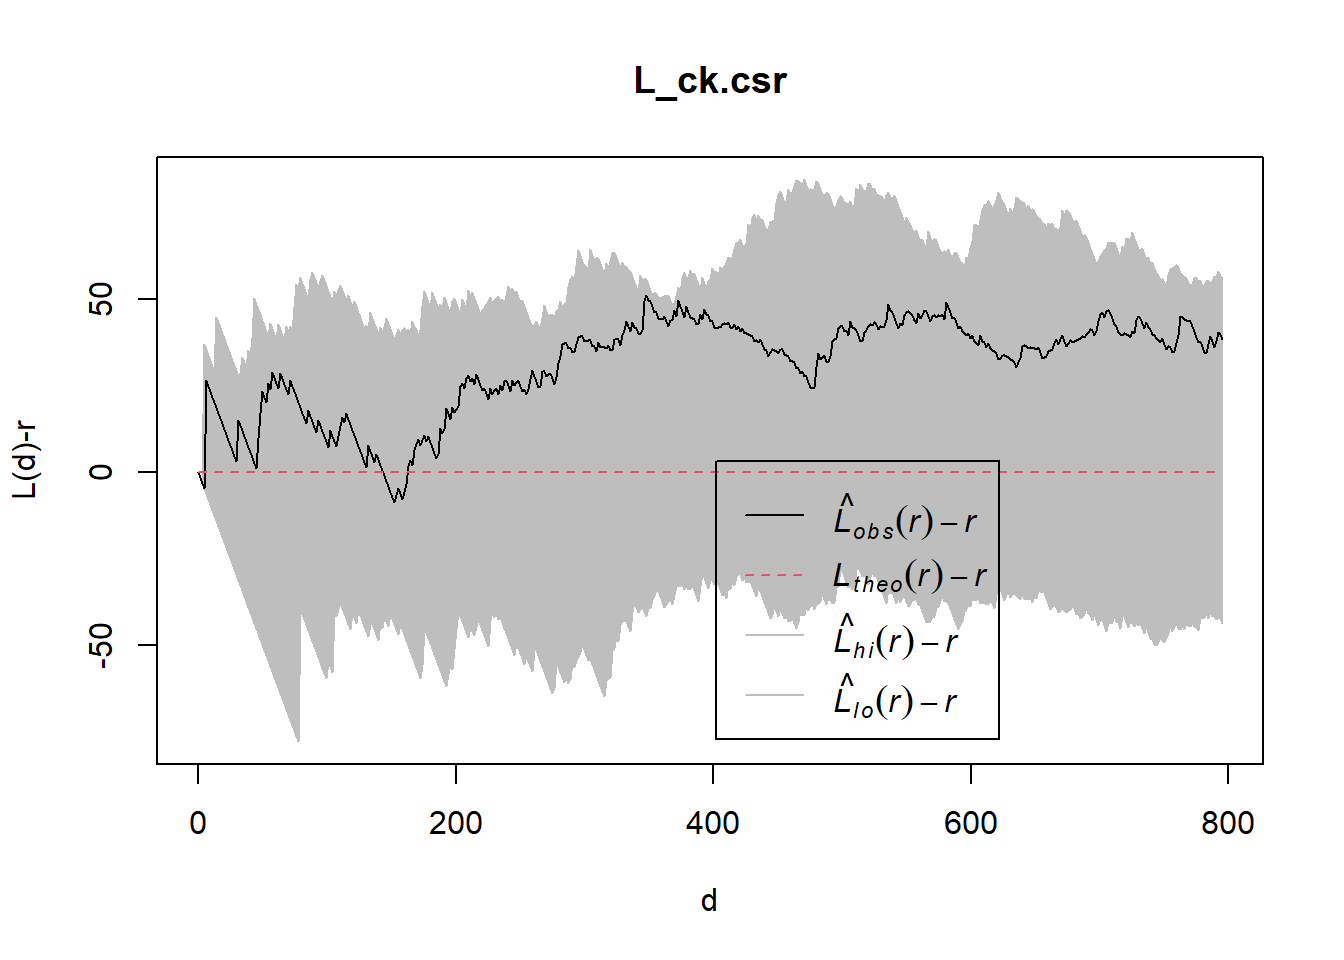 L_ck.csr
L(d)-r
50
0
-50
L̂obs(r) − r
Ltheo(r) − r
L̂hi(r) − r
L̂lo(r) − r
0 200 400 600 800
d